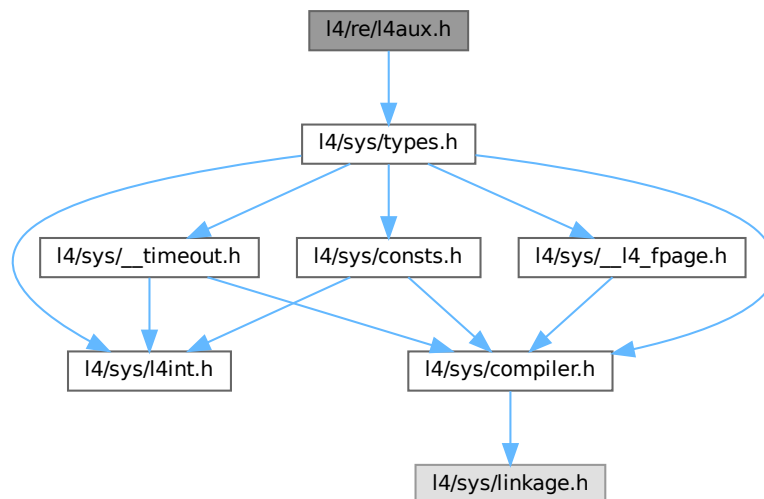 l4/re/l4aux.h
l4/sys/types.h
l4/sys/__timeout.h
l4/sys/consts.h
l4/sys/__l4_fpage.h
l4/sys/l4int.h
l4/sys/compiler.h
l4/sys/linkage.h